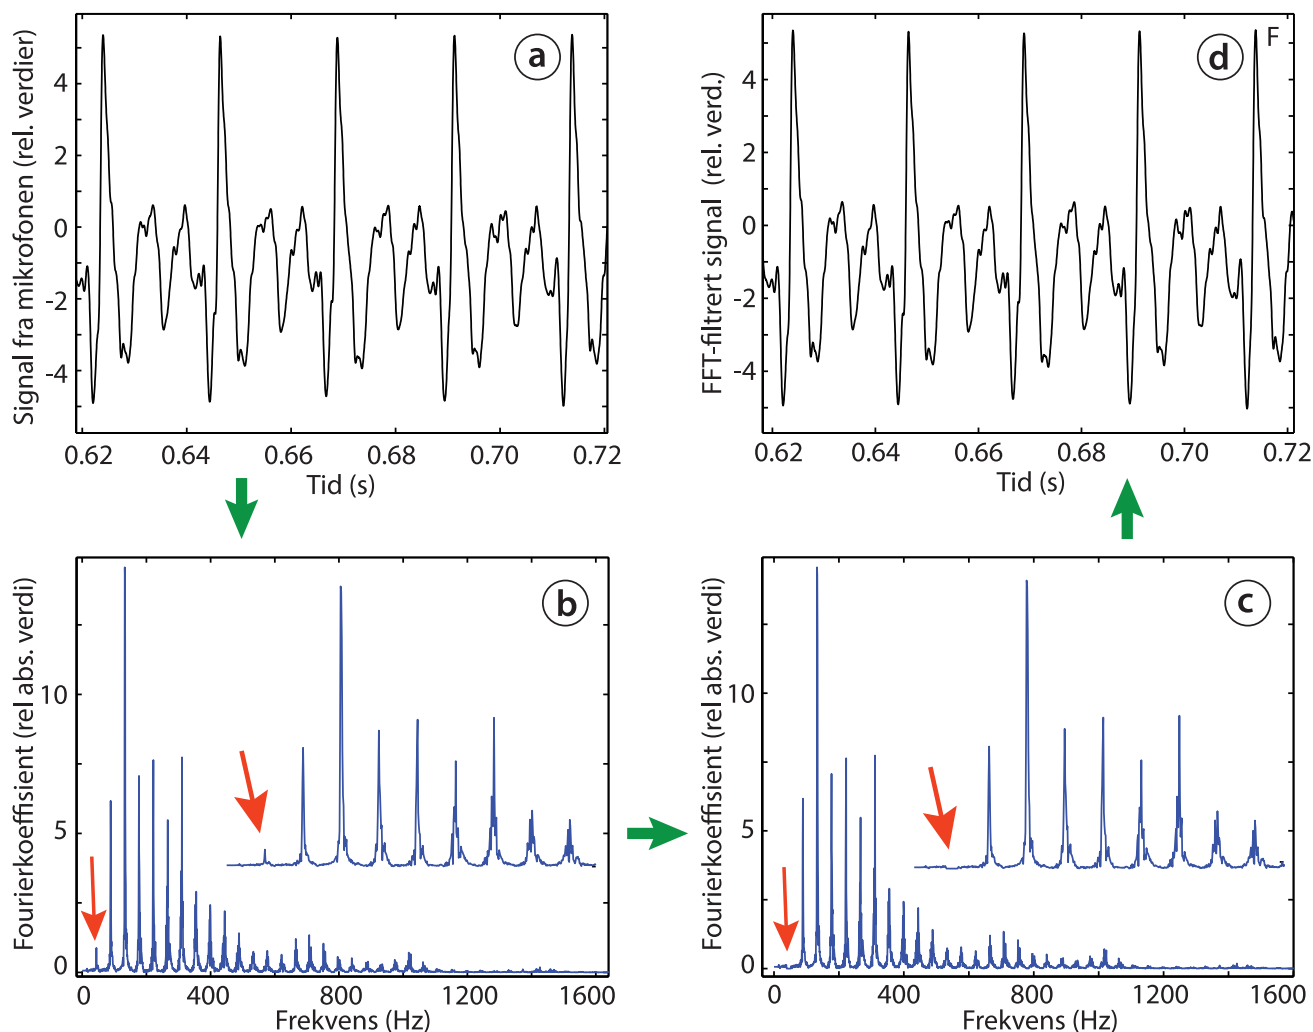 Signal fra mikrofonen (rel. verdier)
4
2
0
-2
-4
a
0.62 0.64 0.66 0.68 0.70 0.72
Tid (s)
FFT-filtrert signal (rel. verd.)
4
2
0
-2
-4
d
F
0.62 0.64 0.66 0.68 0.70 0.72
Tid (s)
Fourierkoeffisient (rel abs. verdi)
10
5
0
b
0 400 800 1200 1600
Frekvens (Hz)
Fourierkoeffisient (rel abs. verdi)
10
5
0
c
0 400 800 1200 1600
Frekvens (Hz)